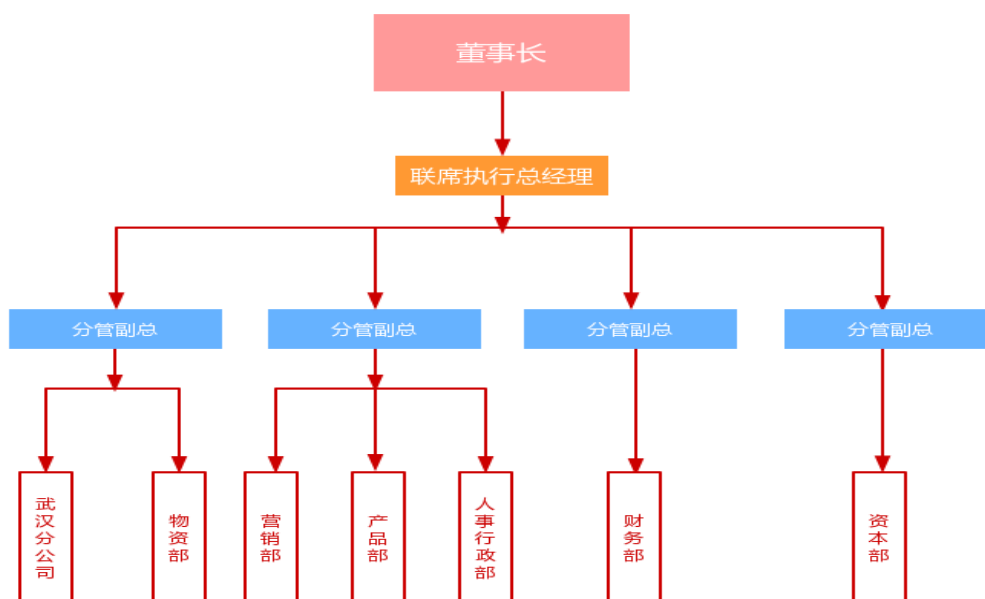 董事长
联席执行总经理
分管副总
分管副总
分管副总
分管副总
武汉分公司
物资部
营销部
产品部
人事行政部
财务部
资本部